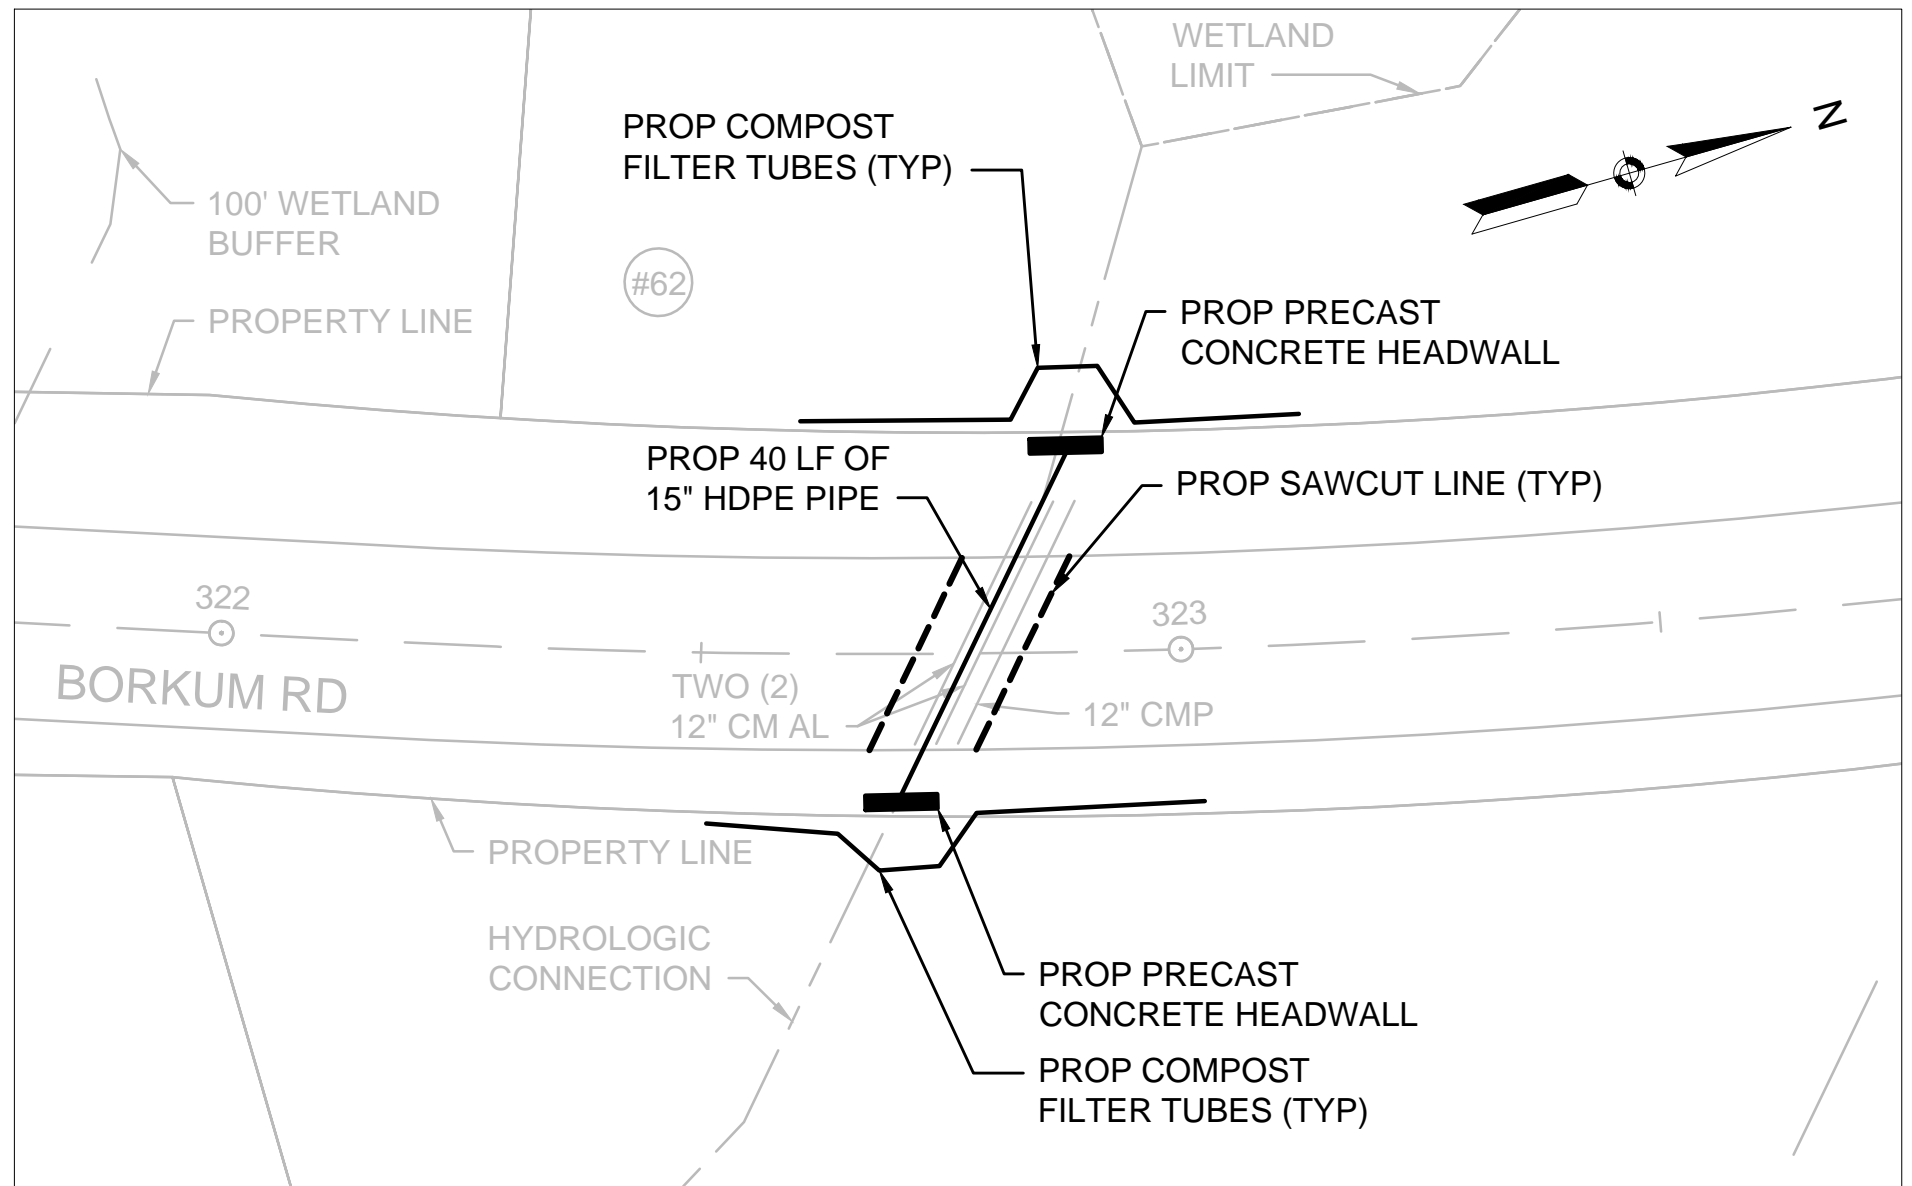 WETLAND
LIMIT
N
PROP COMPOST
FILTER TUBES (TYP)
100' WETLAND
BUFFER
#62
PROPERTY LINE
PROP PRECAST
CONCRETE HEADWALL
PROP 40 LF OF
15" HDPE PIPE
PROP SAWCUT LINE (TYP)
322
323
BORKUM RD
TWO (2)
12" CM AL
12" CMP
PROPERTY LINE
HYDROLOGIC
CONNECTION
PROP PRECAST
CONCRETE HEADWALL
PROP COMPOST
FILTER TUBES (TYP)